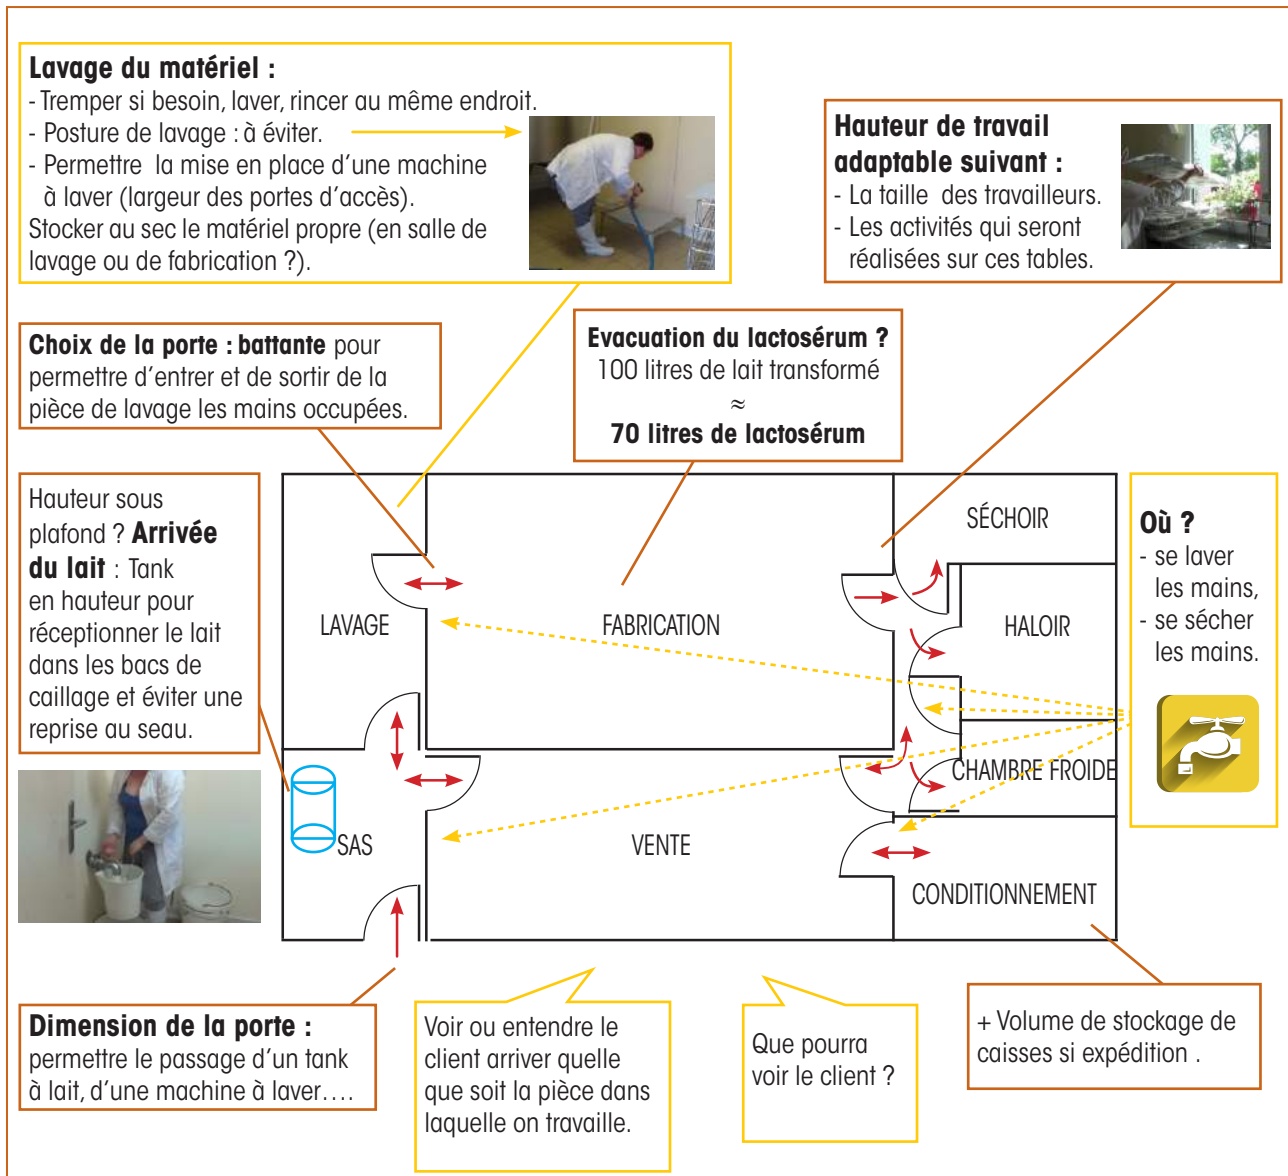 Lavage du matériel :
- Tremper si besoin, laver, rincer au même endroit.
- Posture de lavage : à éviter.
- Permettre la mise en place d'une machine
à laver (largeur des portes d'accès).
Stocker au sec le matériel propre (en salle de
lavage ou de fabrication ?).
Hauteur de travail
adaptable suivant :
- La taille des travailleurs.
- Les activités qui seront
réalisées sur ces tables.
Choix de la porte : battante pour
permettre d'entrer et de sortir de la
pièce de lavage les mains occupées.
Evacuation du lactosérum ?
100 litres de lait transformé
≈
70 litres de lactosérum
Hauteur sous
plafond ? Arrivée
du lait : Tank
en hauteur pour
réceptionner le lait
dans les bacs de
caillage et éviter une
reprise au seau.
Où ?
- se laver
les mains,
- se sécher
les mains.
SÉCHOIR
LAVAGE
FABRICATION
HALOIR
CHAMBRE FROIDE
SAS
VENTE
CONDITIONNEMENT
Dimension de la porte :
permettre le passage d'un tank
à lait, d'une machine à laver....
Voir ou entendre le
client arriver quelle
que soit la pièce dans
laquelle on travaille.
Que pourra
voir le client ?
+ Volume de stockage de
caisses si expédition .